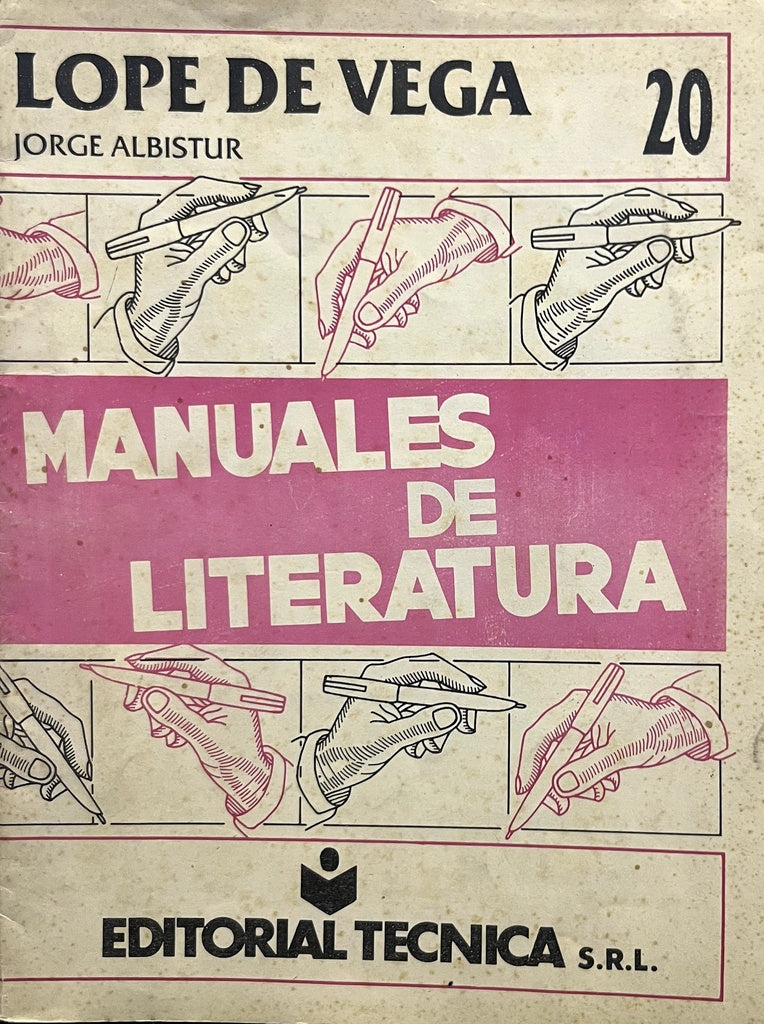 LOPE DE VEGA
20
JORGE ALBISTUR
MANUALES
DE
LITERATURA
EDITORIAL TECNICA S.R.L.